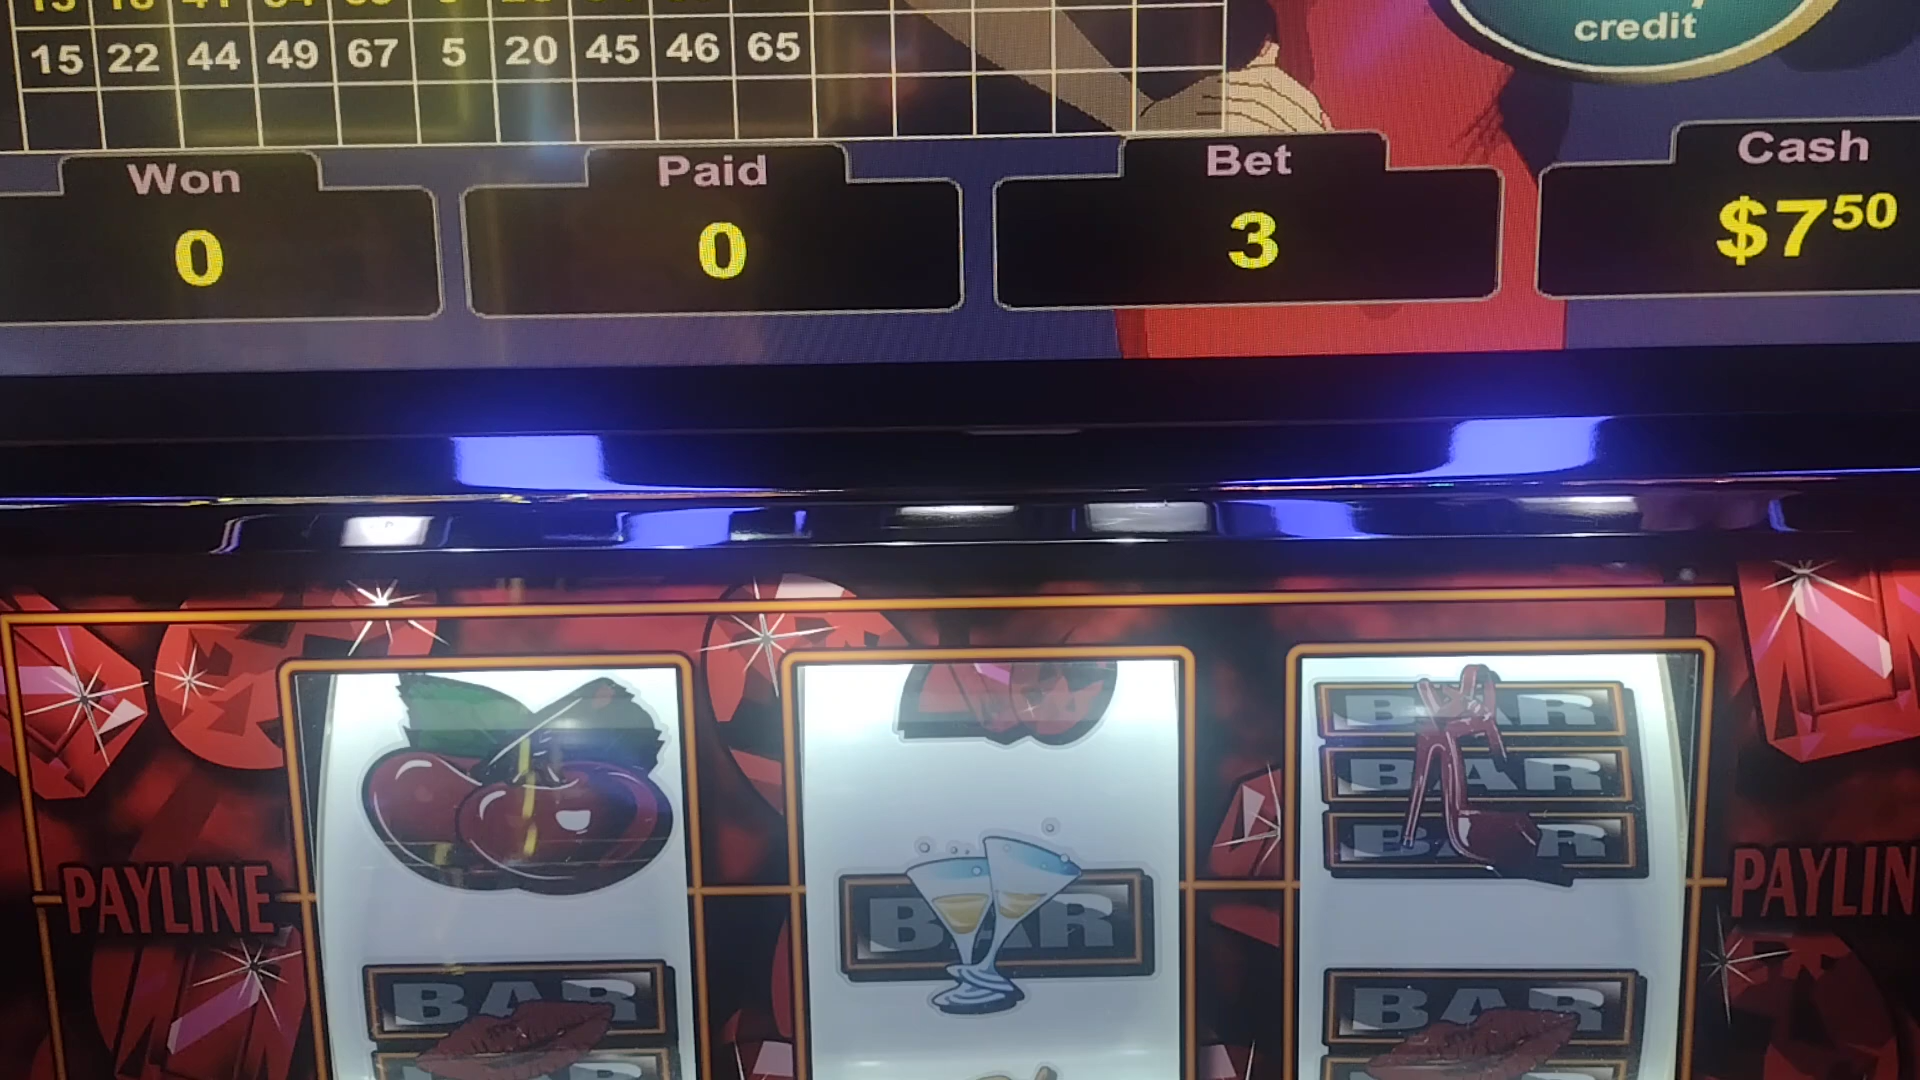 credit
15 22 44 49 67 5 20 45 46 65
Won Paid Bet Cash
0 0 3 $7 50
BAR
BAR
BAR
PAYLINE BAR PAYLIN
BAR BAR